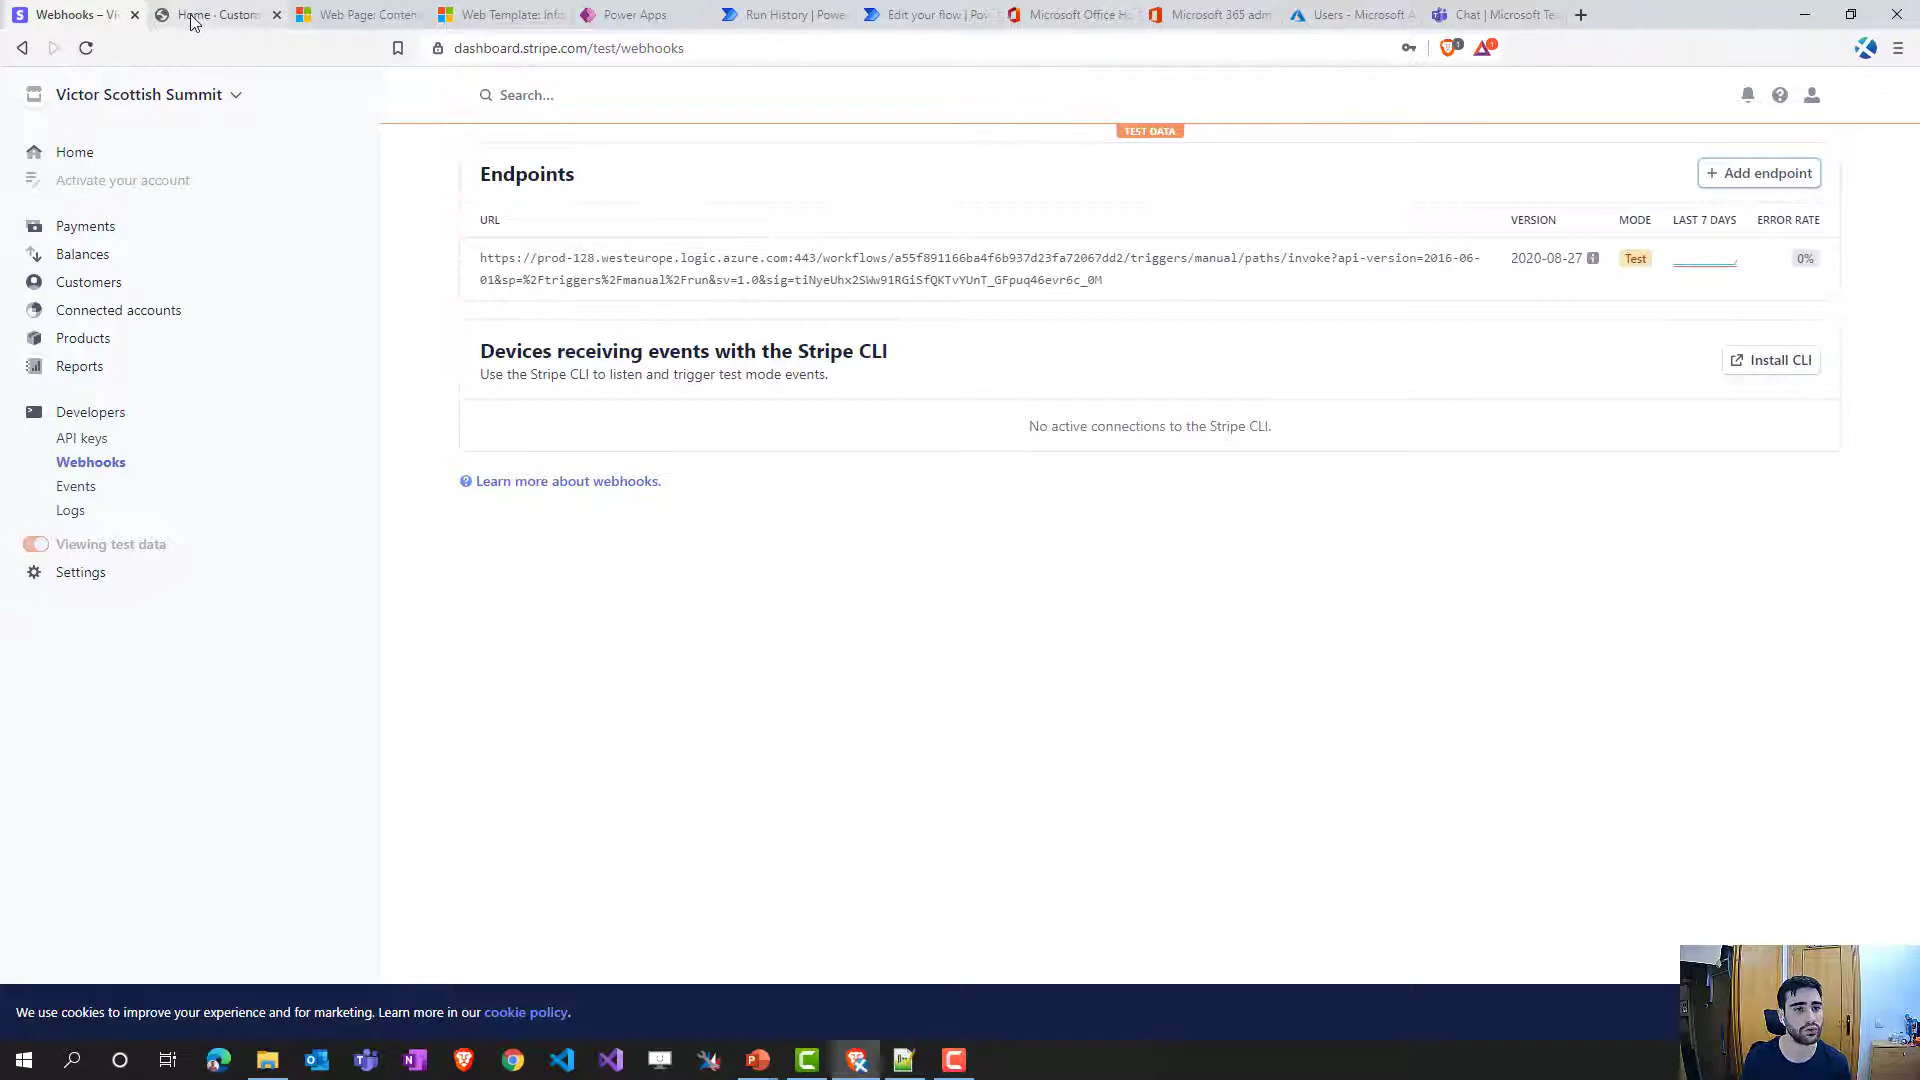 Webhooks – Vi
Home · Custom
Web Page: Conten
Web Template: Info
Power Apps
Run History | Powe
Edit your flow | Po
Microsoft Office H
Microsoft 365 adm
Users - Microsoft A
Chat | Microsoft Te
dashboard.stripe.com/test/webhooks
Victor Scottish Summit
Search...
TEST DATA
Home
Activate your account
Payments
Balances
Customers
Connected accounts
Products
Reports
Developers
API keys
Webhooks
Events
Logs
Viewing test data
Settings
Endpoints
+ Add endpoint
URL
VERSION
MODE
LAST 7 DAYS
ERROR RATE
https://prod-128.westeurope.logic.azure.com:443/workflows/a55f891166ba4f6b937d23fa72067dd2/triggers/manual/paths/invoke?api-version=2016-06-
01&sp=%2Ftriggers%2Fmanual%2Frun&sv=1.0&sig=tiNyeUhx2SWw91RGiSfQKTvYUnT_GFpuq46evr6c_0M
2020-08-27
Test
0%
Devices receiving events with the Stripe CLI
Use the Stripe CLI to listen and trigger test mode events.
Install CLI
No active connections to the Stripe CLI.
Learn more about webhooks.
We use cookies to improve your experience and for marketing. Learn more in our cookie policy.